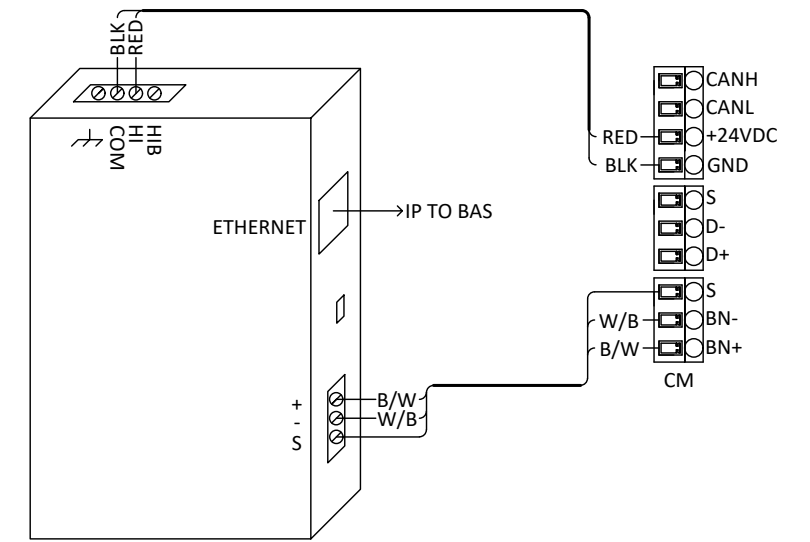 BLK
RED
COM
HI
HIB
ETHERNET
IP TO BAS
+
-
S
B/W
W/B
RED
BLK
CANH
CANL
+24VDC
GND
S
D-
D+
W/B
B/W
S
BN-
BN+
CM